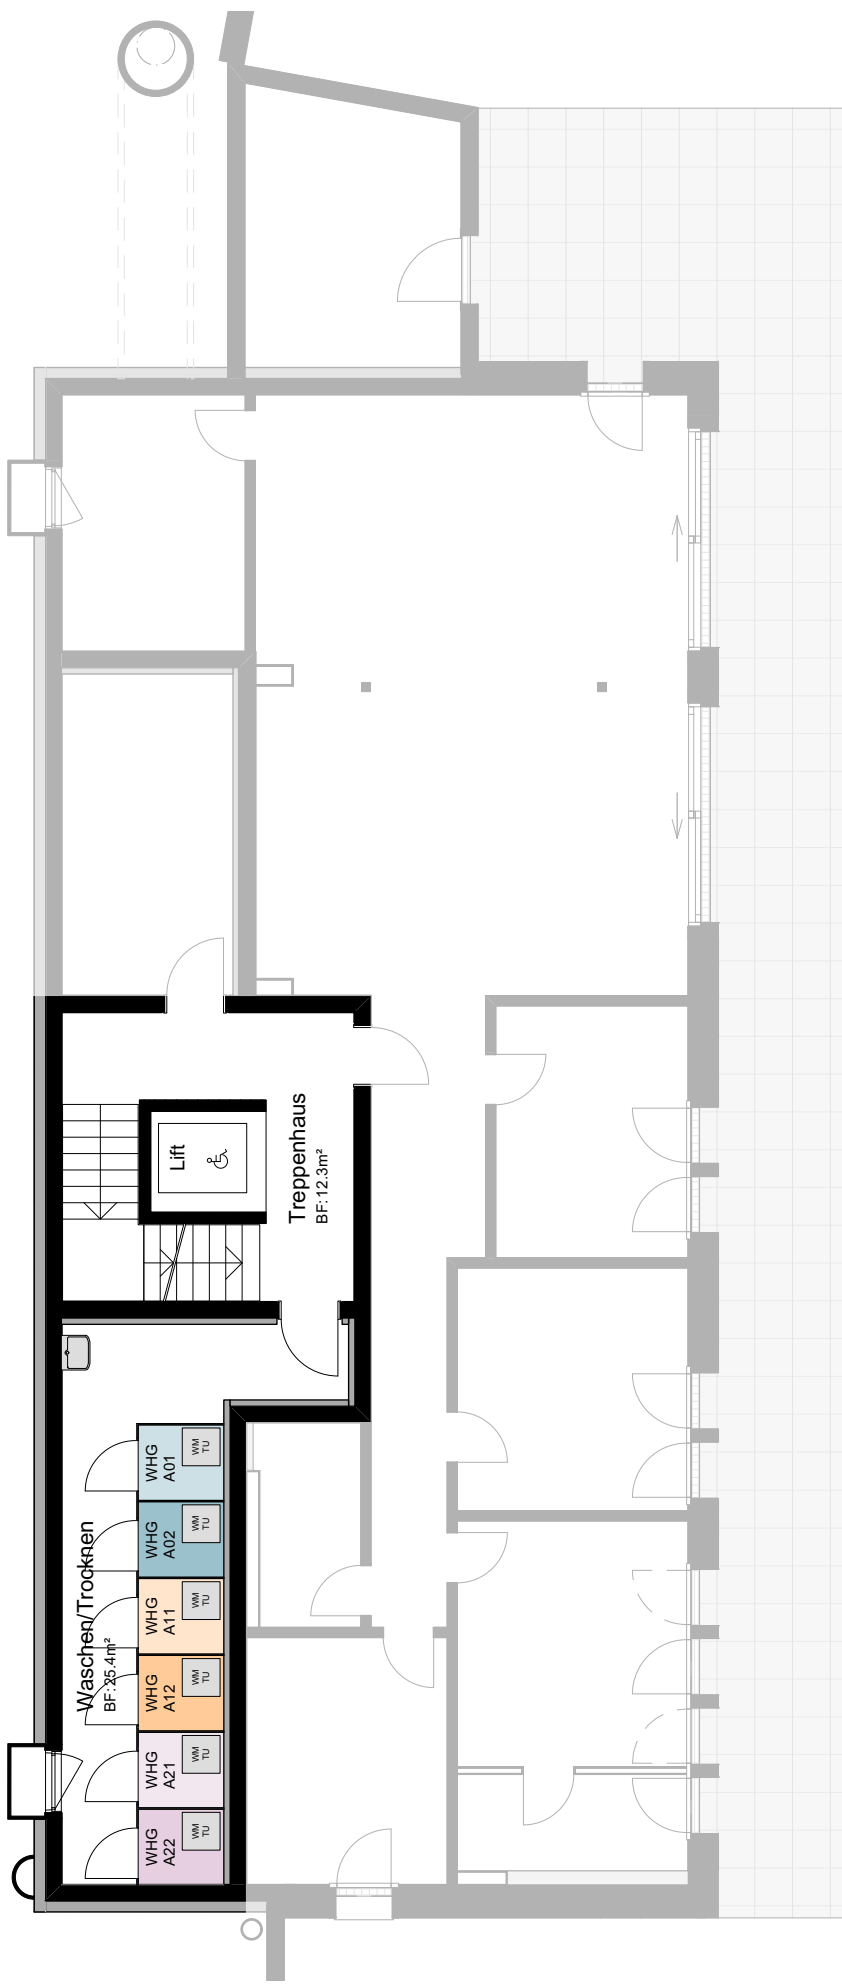 Lift
Treppenhaus
BF: 12.3m²
Waschen/Trocknen
BF: 25.4m²
WHG
A01
WM
TU
WHG
A02
WM
TU
WHG
A11
WM
TU
WHG
A12
WM
TU
WHG
A21
WM
TU
WHG
A22
WM
TU